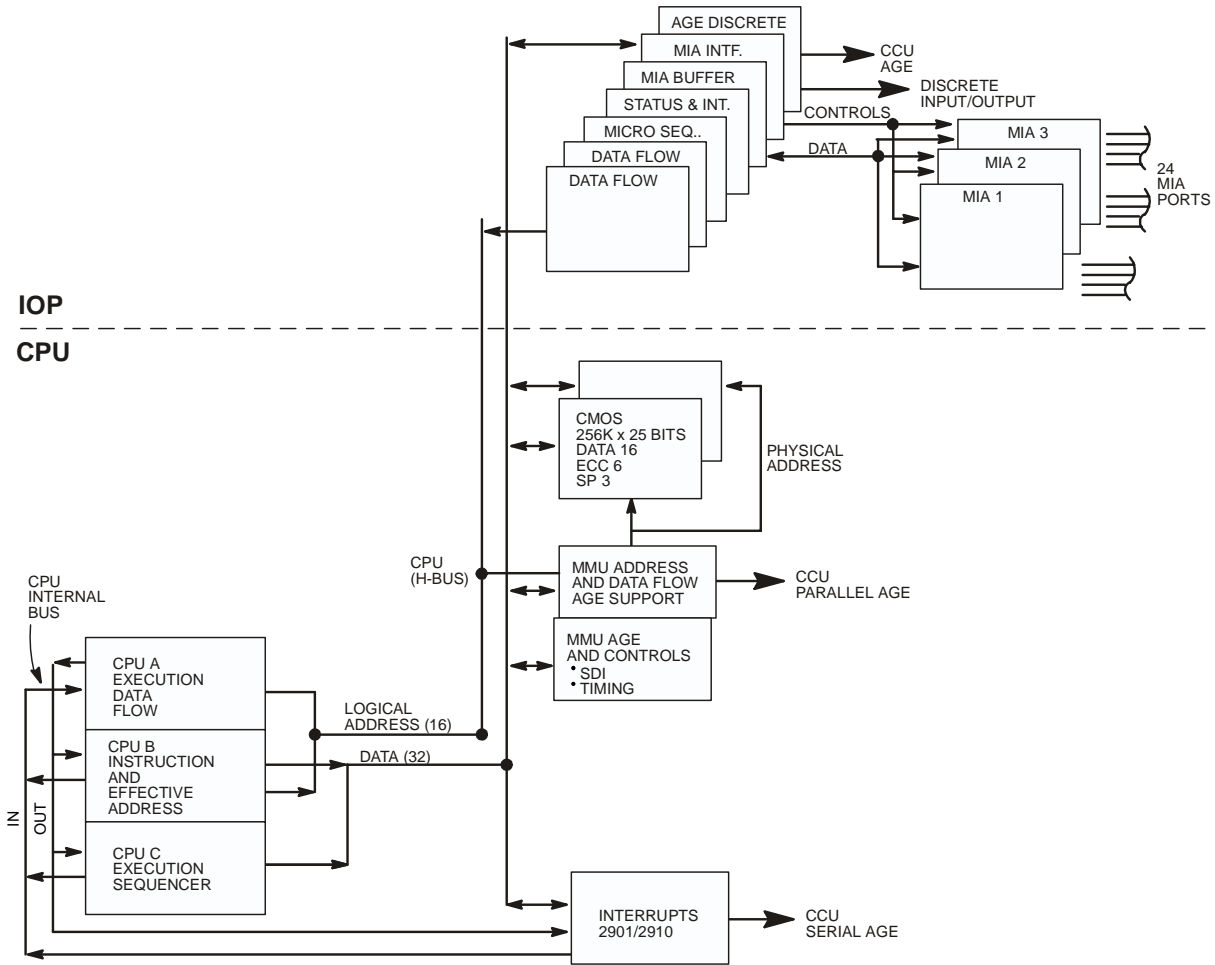 AGE DISCRETE
MIA INTF.
MIA BUFFER
STATUS & INT.
MICRO SEQ..
DATA FLOW
DATA FLOW
CCU
AGE
DISCRETE
INPUT/OUTPUT
CONTROLS
DATA
MIA 3
MIA 2
MIA 1
24
MIA
PORTS
IOP
CPU
CMOS
256K x 25 BITS
DATA 16
ECC 6
SP 3
PHYSICAL
ADDRESS
CPU
(H-BUS)
MMU ADDRESS
AND DATA FLOW
AGE SUPPORT
CCU
PARALLEL AGE
MMU AGE
AND CONTROLS
• SDI
• TIMING
CPU
INTERNAL
BUS
CPU A
EXECUTION
DATA
FLOW
LOGICAL
ADDRESS (16)
CPU B
INSTRUCTION
AND
EFFECTIVE
ADDRESS
DATA (32)
IN
OUT
CPU C
EXECUTION
SEQUENCER
INTERRUPTS
2901/2910
CCU
SERIAL AGE